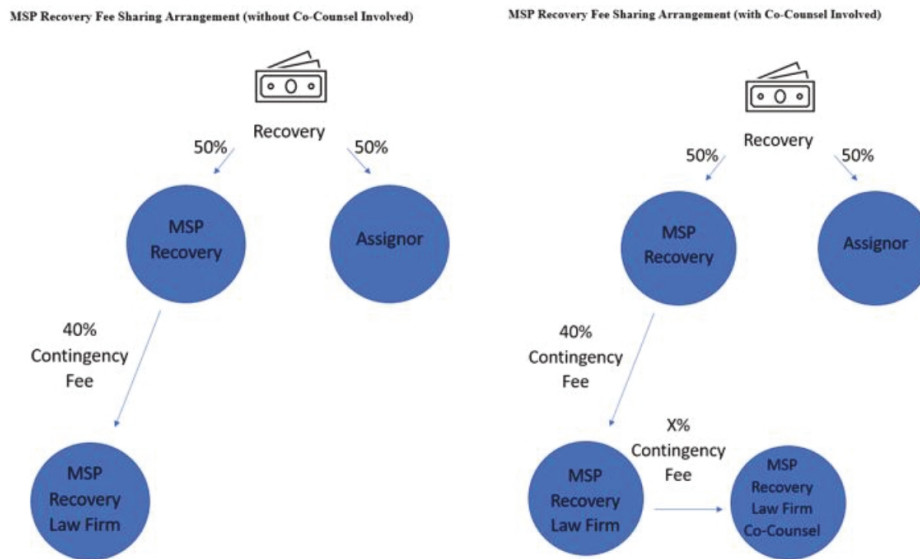 MSP Recovery Fee Sharing Arrangement (without Co-Counsel Involved)
Recovery
50%
50%
MSP
Recovery
Assignor
40%
Contingency
Fee
MSP
Recovery
Law Firm
MSP Recovery Fee Sharing Arrangement (with Co-Counsel Involved)
Recovery
50%
50%
MSP
Recovery
Assignor
40%
Contingency
Fee
X%
Contingency
Fee
MSP
Recovery
Law Firm
MSP
Recovery
Law Firm
Co-Counsel